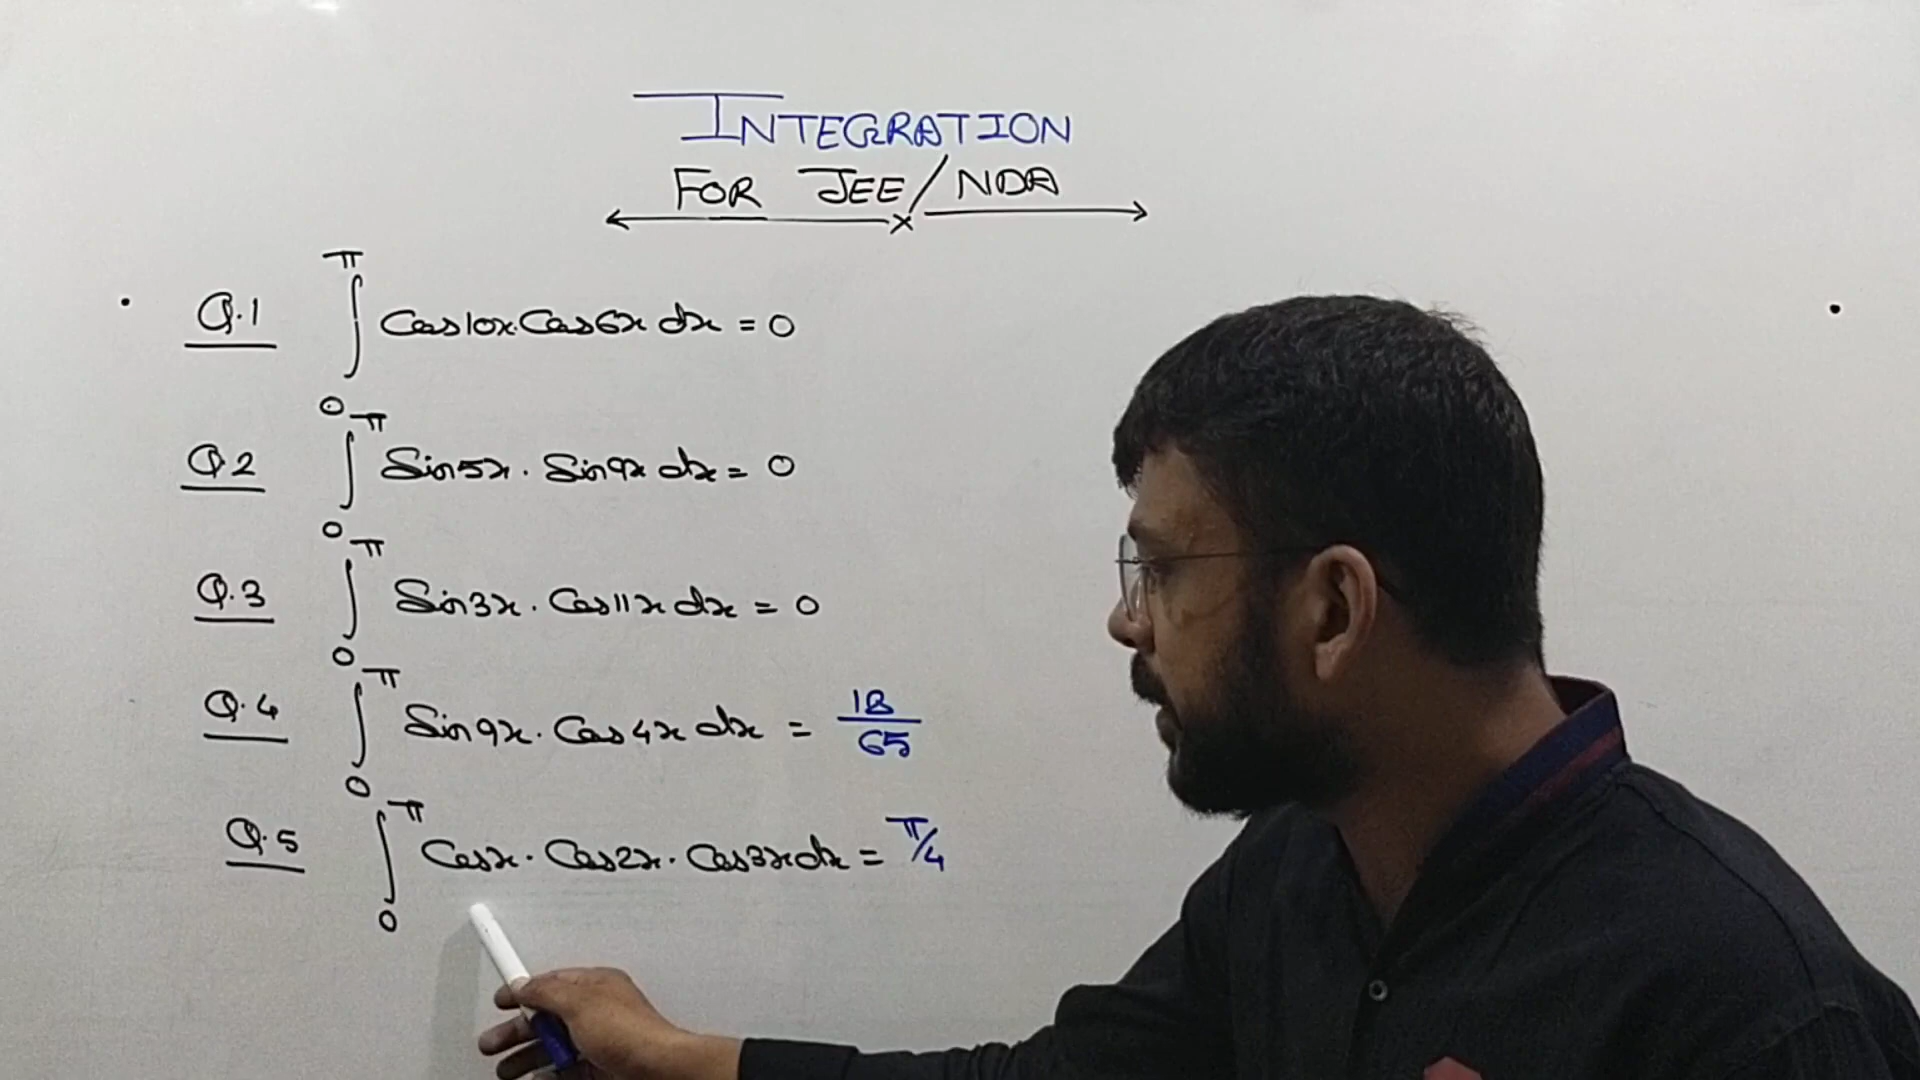 INTEGRATION
FOR JEE/NDA
Q.1 ∫₀^π Cos10x.Cos6x dx = 0
Q.2 ∫₀^π Sin5x . Sin9x dx = 0
Q.3 ∫₀^π Sin3x . Cos11x dx = 0
Q.4 ∫₀^π Sin9x . Cos4x dx = 18/65
Q.5 ∫₀^π Cosx . Cos2x . Cos3x dx = π/4